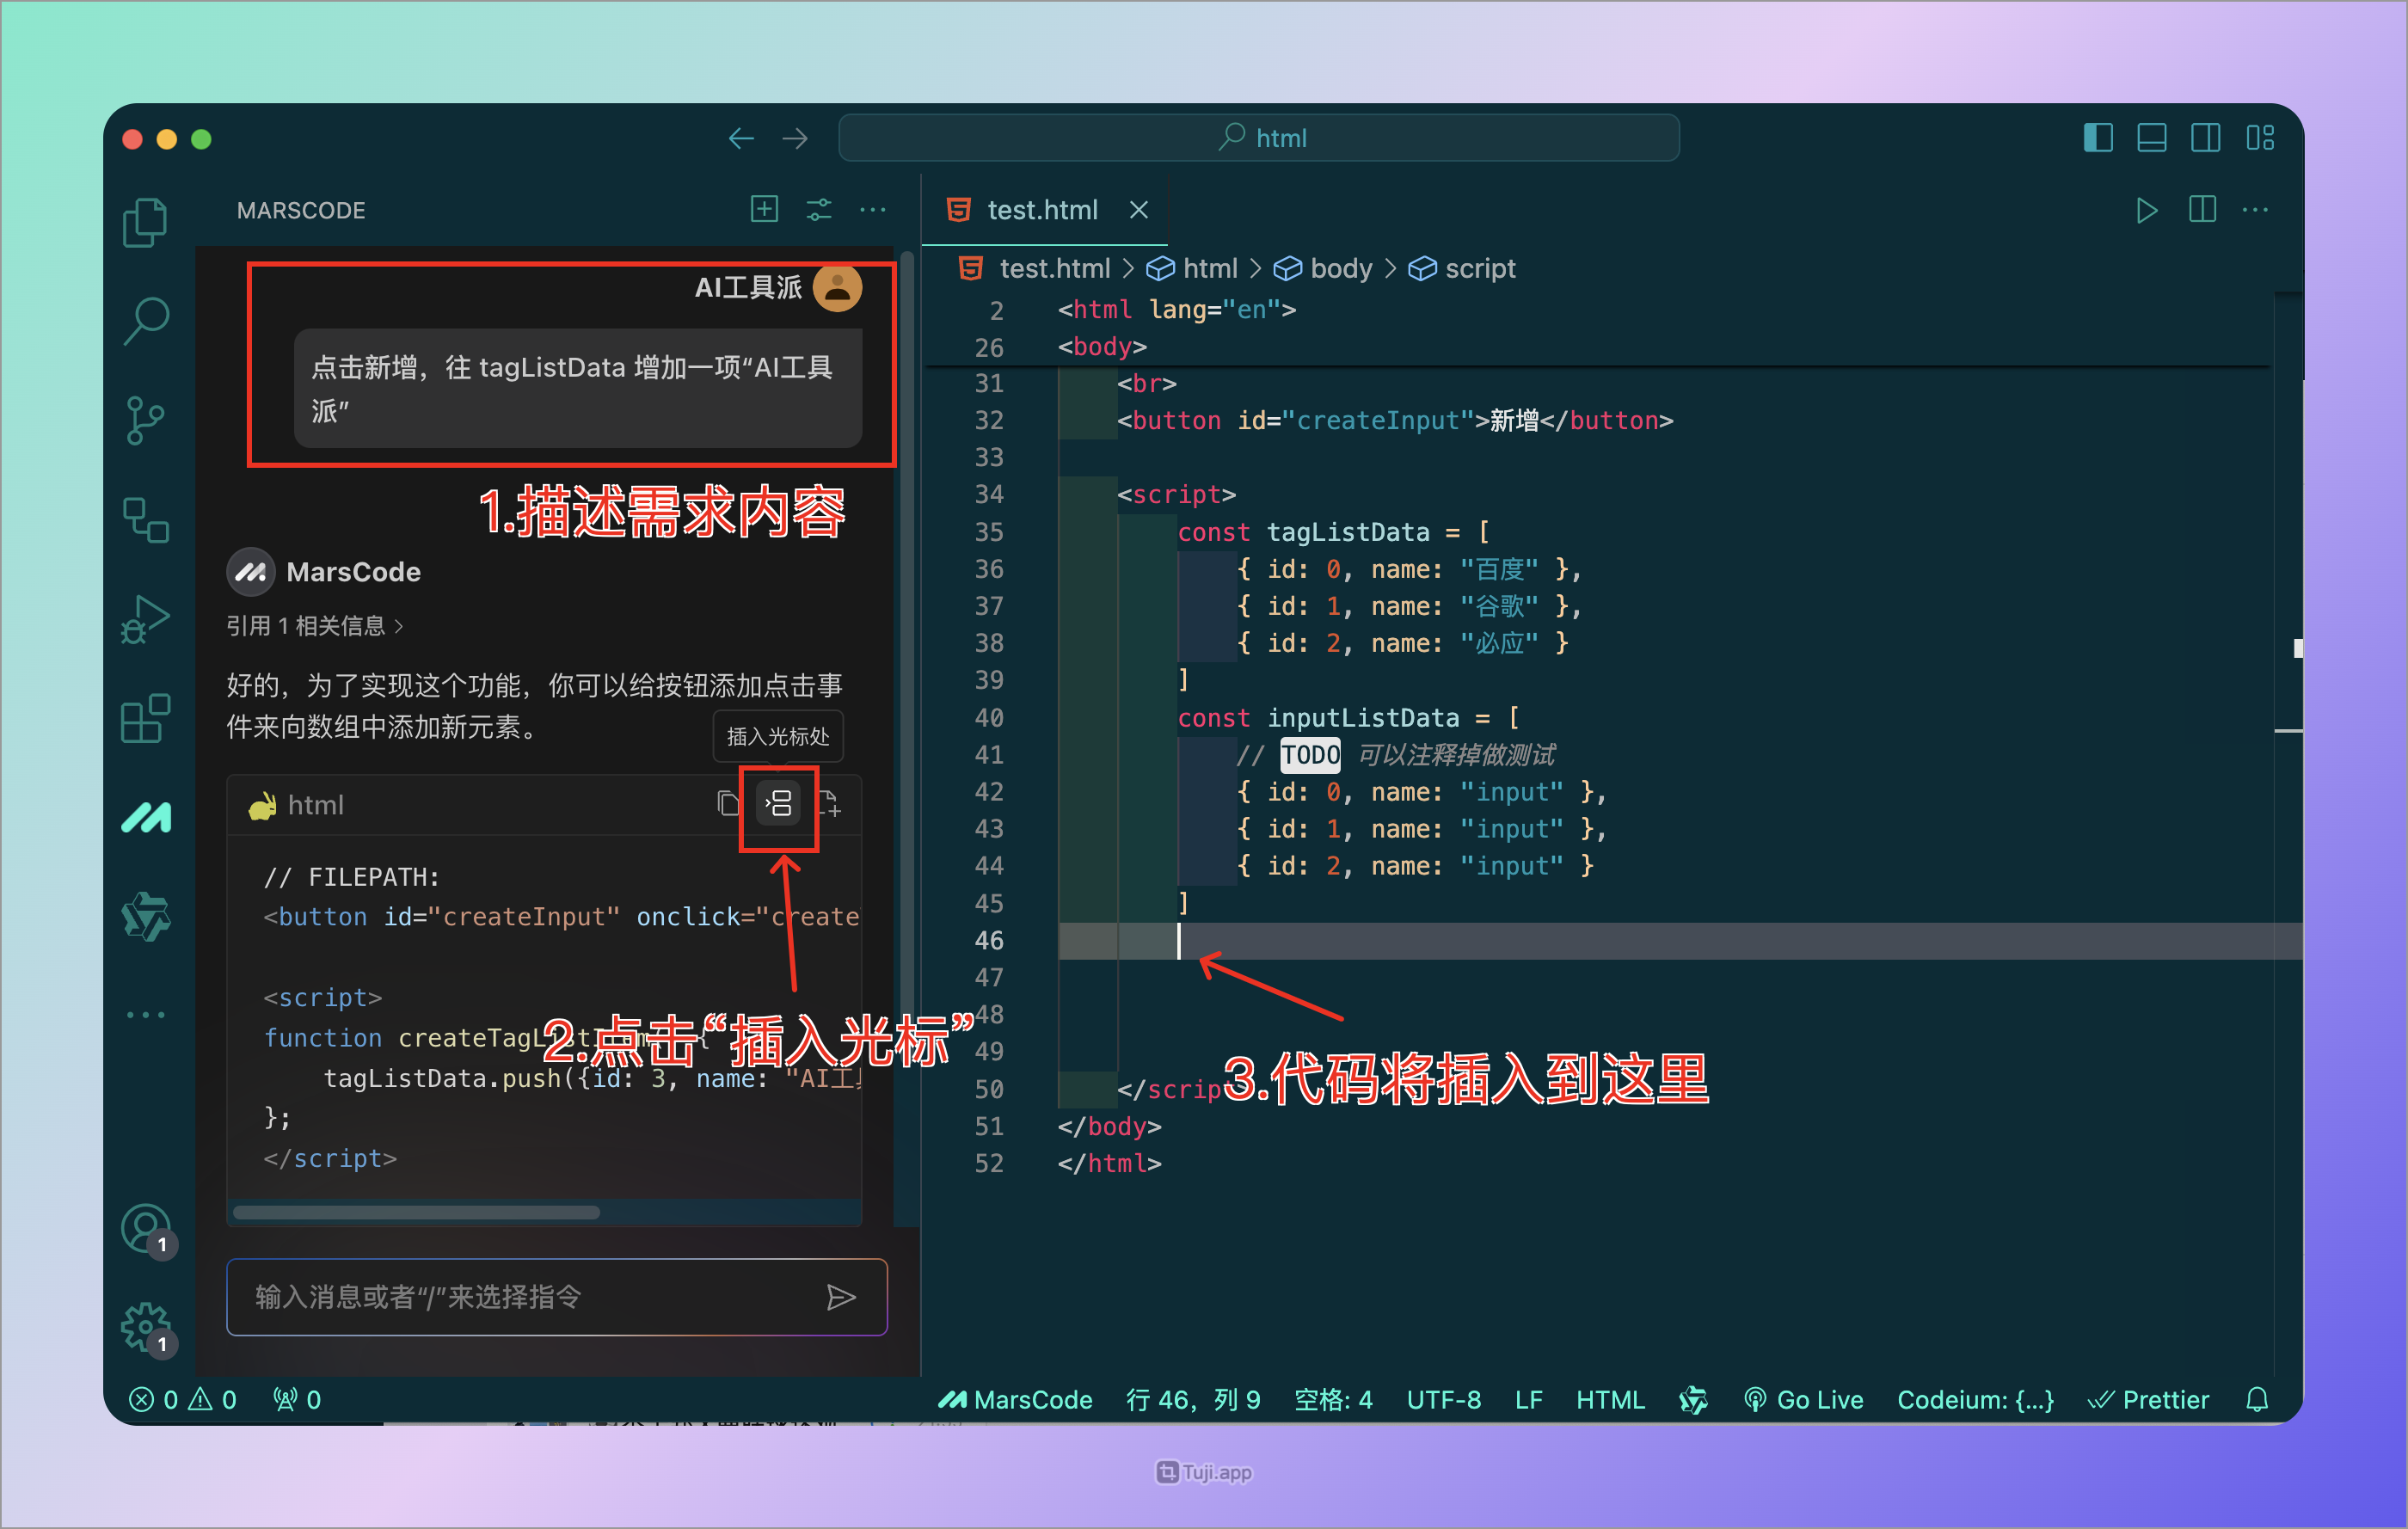 html
MARSCODE
AI工具派
点击新增，往 tagListData 增加一项“AI工具
派”
1.描述需求内容
MarsCode
引用 1 相关信息
好的，为了实现这个功能，你可以给按钮添加点击事
件来向数组中添加新元素。
插入光标处
html
// FILEPATH:
<button id="createInput" onclick="create
<script>
function createTagListItem() {
tagListData.push({id: 3, name: "AI工
};
</script>
2.点击“插入光标”
输入消息或者“/”来选择指令
1
1
test.html
test.html > html > body > script
2 <html lang="en">
26 <body>
31 <br>
32 <button id="createInput">新增</button>
33
34 <script>
35 const tagListData = [
36 { id: 0, name: "百度" },
37 { id: 1, name: "谷歌" },
38 { id: 2, name: "必应" }
39 ]
40 const inputListData = [
41 // TODO 可以注释掉做测试
42 { id: 0, name: "input" },
43 { id: 1, name: "input" },
44 { id: 2, name: "input" }
45 ]
46
47
48
49
3.代码将插入到这里
50 </script
51 </body>
52 </html>
0 0 0
MarsCode 行 46，列 9 空格: 4 UTF-8 LF HTML Go Live Codeium: {...} Prettier
Tuji.app